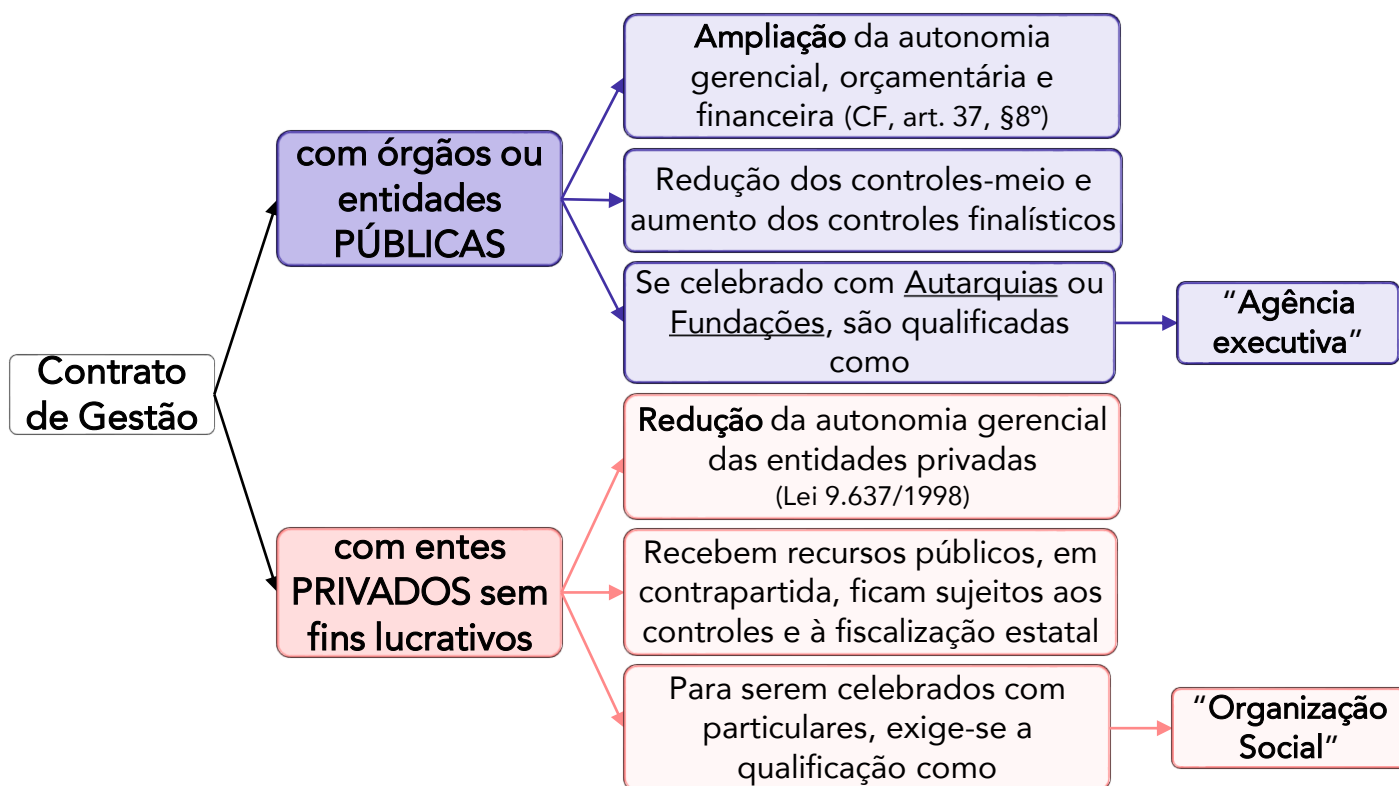 Contrato
de Gestão
com órgãos ou
entidades
PÚBLICAS
Ampliação da autonomia
gerencial, orçamentária e
financeira (CF, art. 37, §8º)
Redução dos controles-meio e
aumento dos controles finalísticos
Se celebrado com Autarquias ou
Fundações, são qualificadas
como
“Agência
executiva”
com entes
PRIVADOS sem
fins lucrativos
Redução da autonomia gerencial
das entidades privadas
(Lei 9.637/1998)
Recebem recursos públicos, em
contrapartida, ficam sujeitos aos
controles e à fiscalização estatal
Para serem celebrados com
particulares, exige-se a
qualificação como
“Organização
Social”